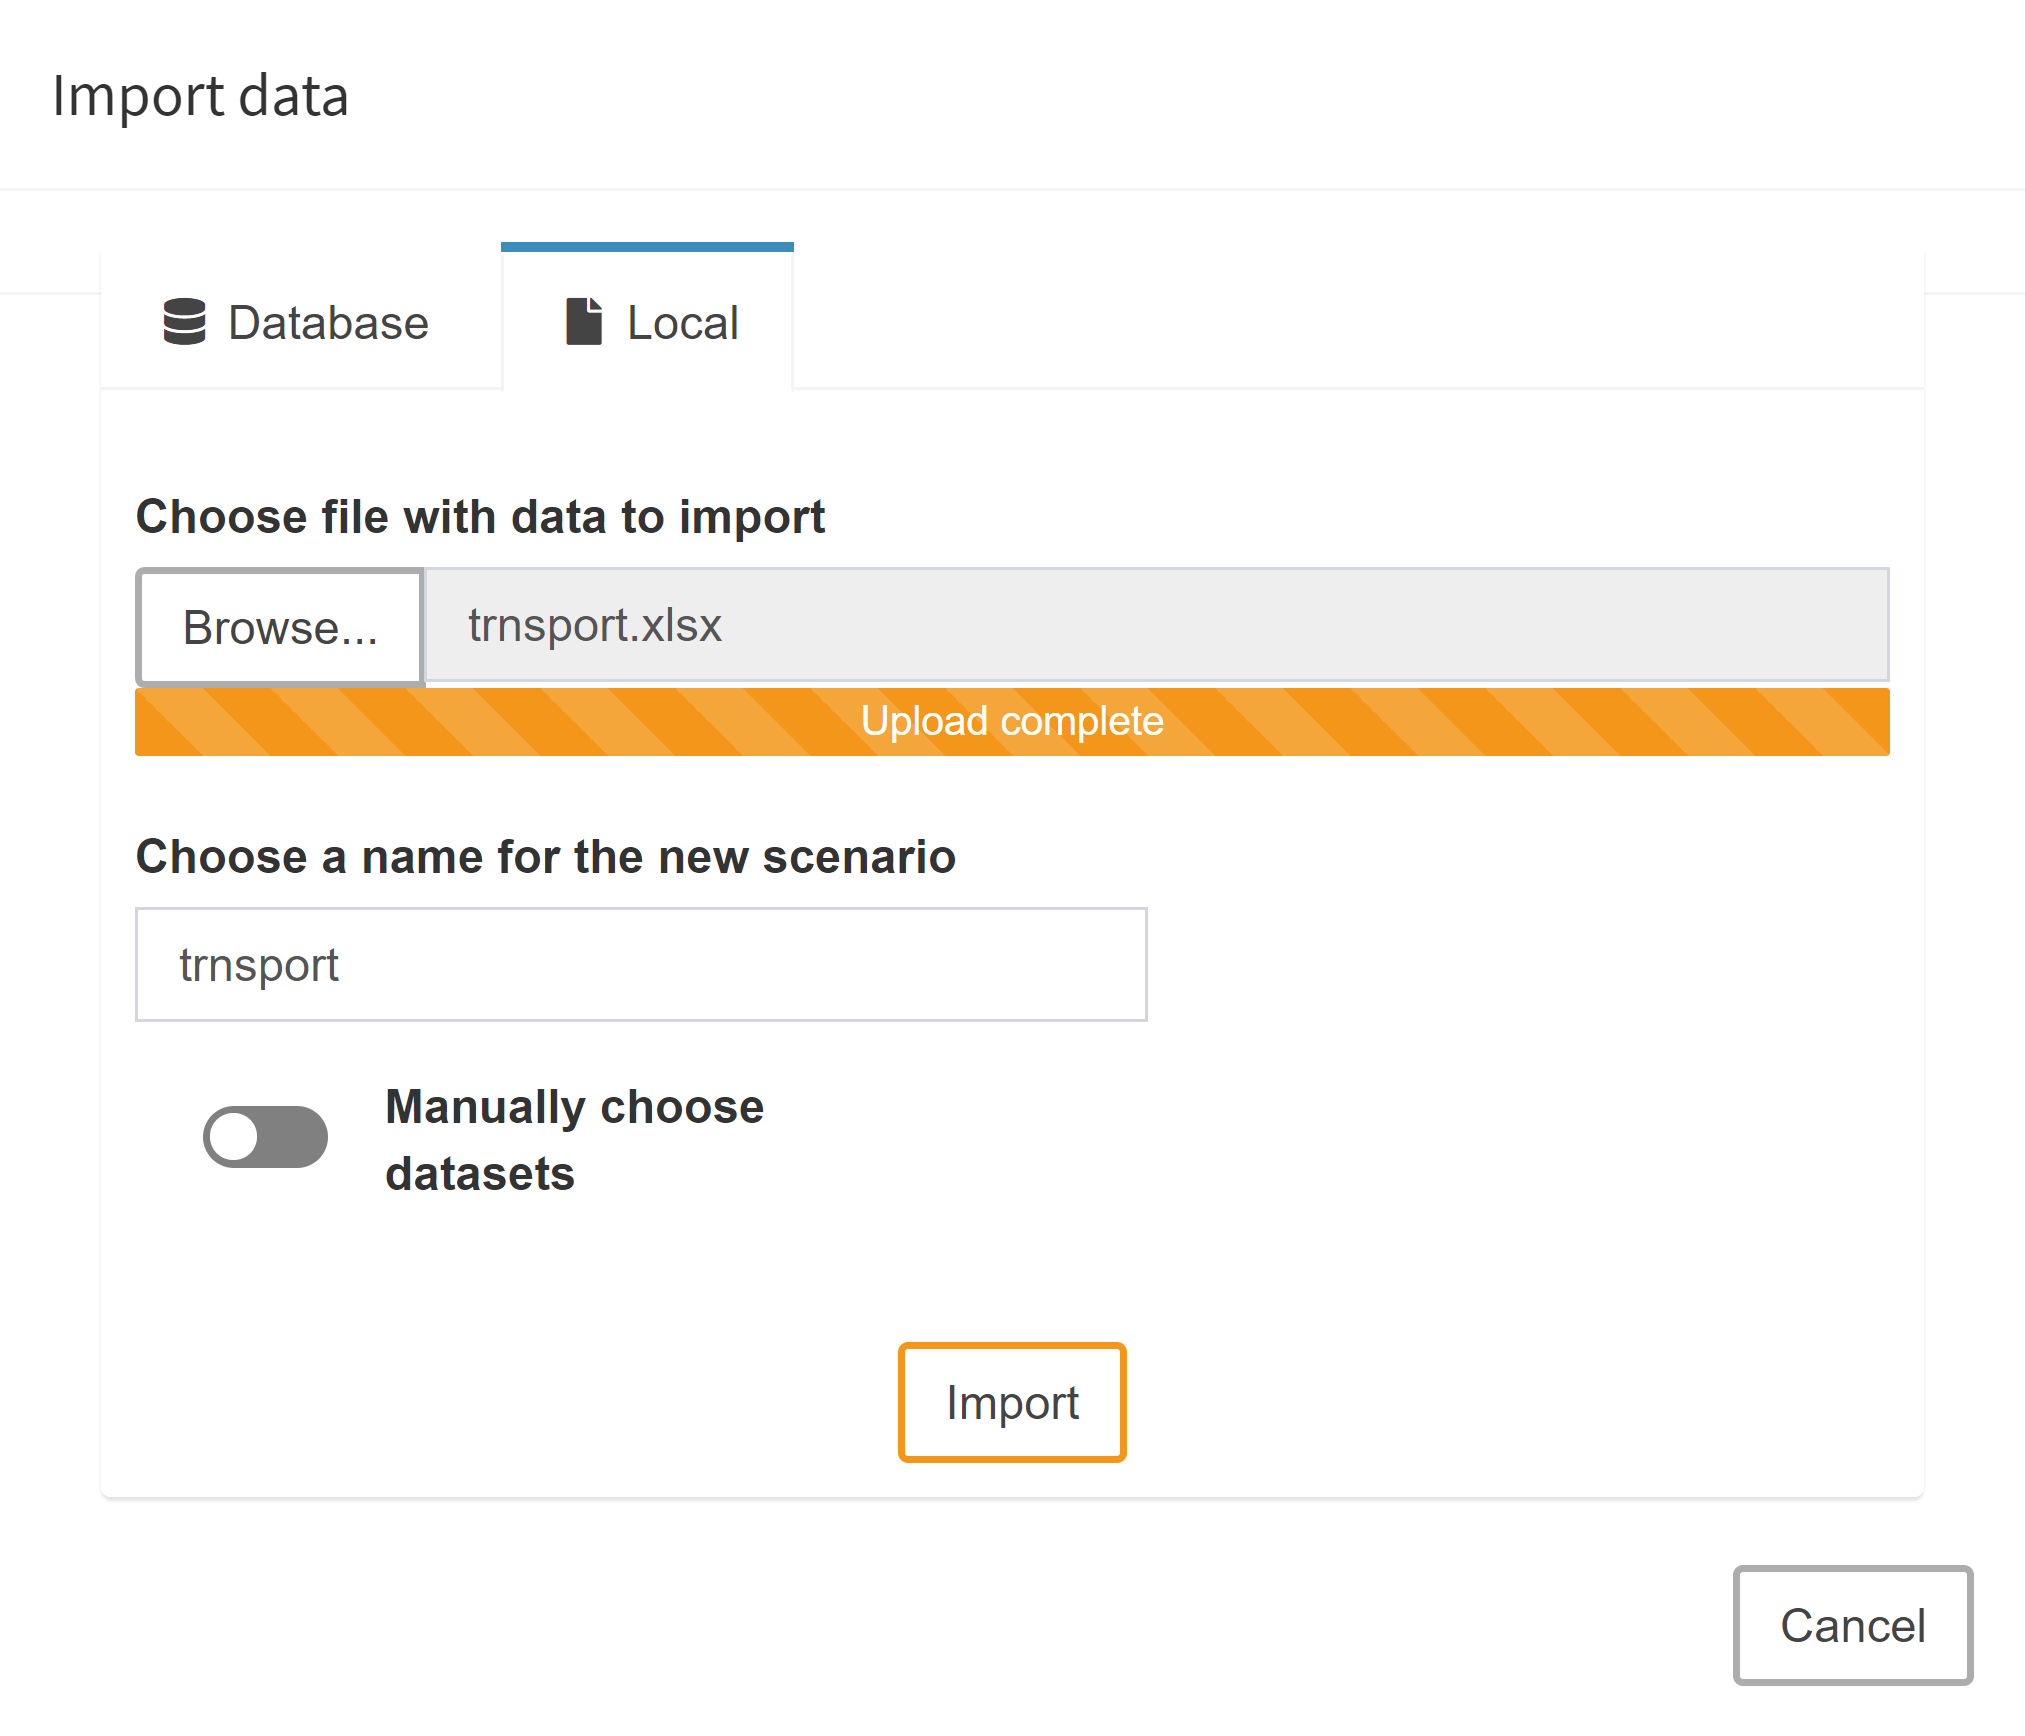 Import data
Database
Local
Choose file with data to import
Browse...
trnsport.xlsx
Upload complete
Choose a name for the new scenario
trnsport
Manually choose
datasets
Import
Cancel